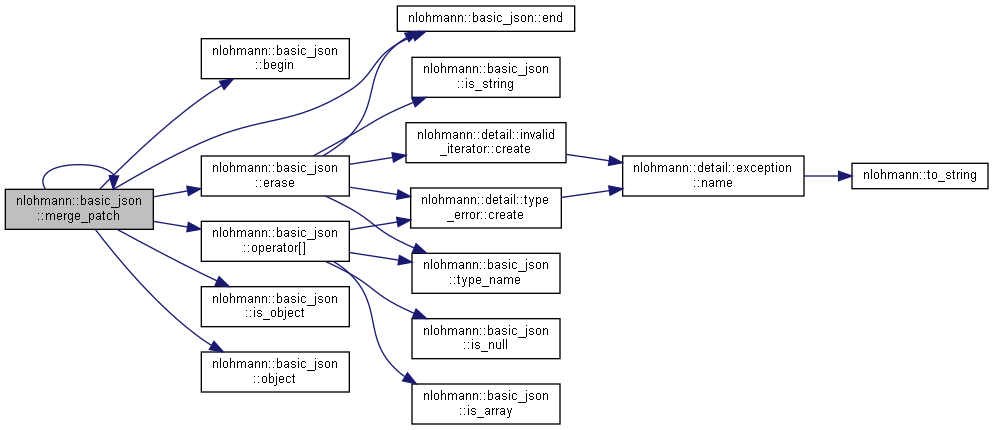 nlohmann::basic_json
::merge_patch
nlohmann::basic_json
::begin
nlohmann::basic_json
::erase
nlohmann::basic_json
::operator[]
nlohmann::basic_json
::is_object
nlohmann::basic_json
::object
nlohmann::basic_json::end
nlohmann::basic_json
::is_string
nlohmann::detail::invalid
_iterator::create
nlohmann::detail::type
_error::create
nlohmann::basic_json
::type_name
nlohmann::basic_json
::is_null
nlohmann::basic_json
::is_array
nlohmann::detail::exception
::name
nlohmann::to_string